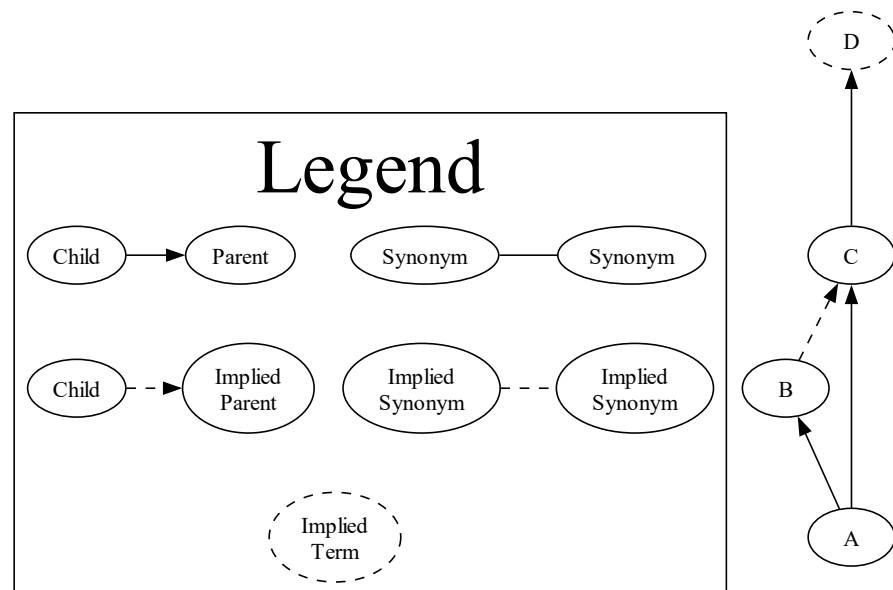 D
Legend
Child
Parent
Synonym
Synonym
C
Child
Implied
Parent
Implied
Synonym
Implied
Synonym
B
Implied
Term
A